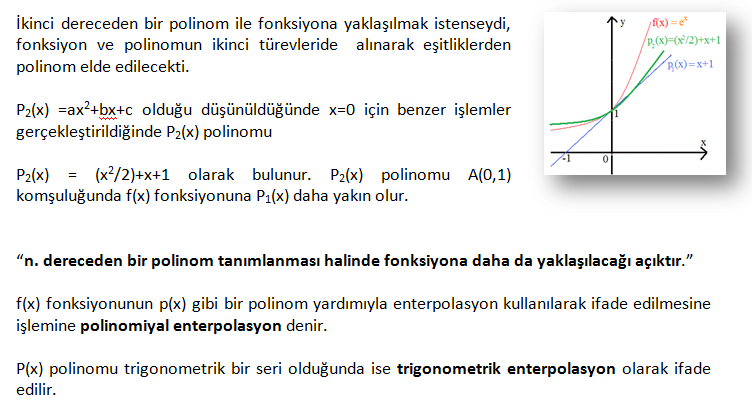 İkinci dereceden bir polinom ile fonksiyona yaklaşılmak istenseydi,
fonksiyon ve polinomun ikinci türevleride alınarak eşitliklerden
polinom elde edilecekti.
P₂(x) =ax²+bx+c olduğu düşünüldüğünde x=0 için benzer işlemler
gerçekleştirildiğinde P₂(x) polinomu
P₂(x) = (x²/2)+x+1 olarak bulunur. P₂(x) polinomu A(0,1)
komşuluğunda f(x) fonksiyonuna P₁(x) daha yakın olur.
y
f(x) = eˣ
p₂(x)=(x²/2)+x+1
p₁(x)=x+1
1
x
-1
0
“n. dereceden bir polinom tanımlanması halinde fonksiyona daha da yaklaşılacağı açıktır.”
f(x) fonksiyonunun p(x) gibi bir polinom yardımıyla enterpolasyon kullanılarak ifade edilmesine
işlemine polinomiyal enterpolasyon denir.
P(x) polinomu trigonometrik bir seri olduğunda ise trigonometrik enterpolasyon olarak ifade
edilir.